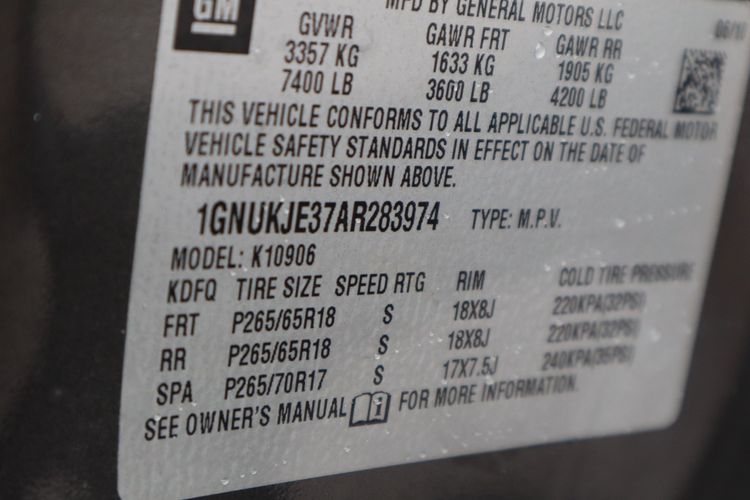 GM
MFD BY GENERAL MOTORS LLC
06/10
GVWR GAWR FRT GAWR RR
3357 KG 1633 KG 1905 KG
7400 LB 3600 LB 4200 LB
THIS VEHICLE CONFORMS TO ALL APPLICABLE U.S. FEDERAL MOTOR
VEHICLE SAFETY STANDARDS IN EFFECT ON THE DATE OF
MANUFACTURE SHOWN ABOVE.
1GNUKJE37AR283974 TYPE: M.P.V.
MODEL: K10906
KDFQ TIRE SIZE SPEED RTG RIM COLD TIRE PRESSURE
FRT P265/65R18 S 18X8J 220KPA(32PSI)
RR P265/65R18 S 18X8J 220KPA(32PSI)
SPA P265/70R17 S 17X7.5J 240KPA(35PSI)
SEE OWNER'S MANUAL i FOR MORE INFORMATION.